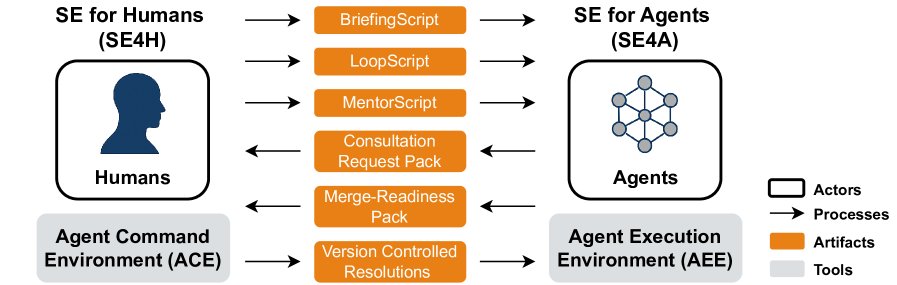 SE for Humans
(SE4H)
Humans
Agent Command
Environment (ACE)
BriefingScript
LoopScript
MentorScript
Consultation
Request Pack
Merge-Readiness
Pack
Version Controlled
Resolutions
SE for Agents
(SE4A)
Agents
Agent Execution
Environment (AEE)
Actors
Processes
Artifacts
Tools